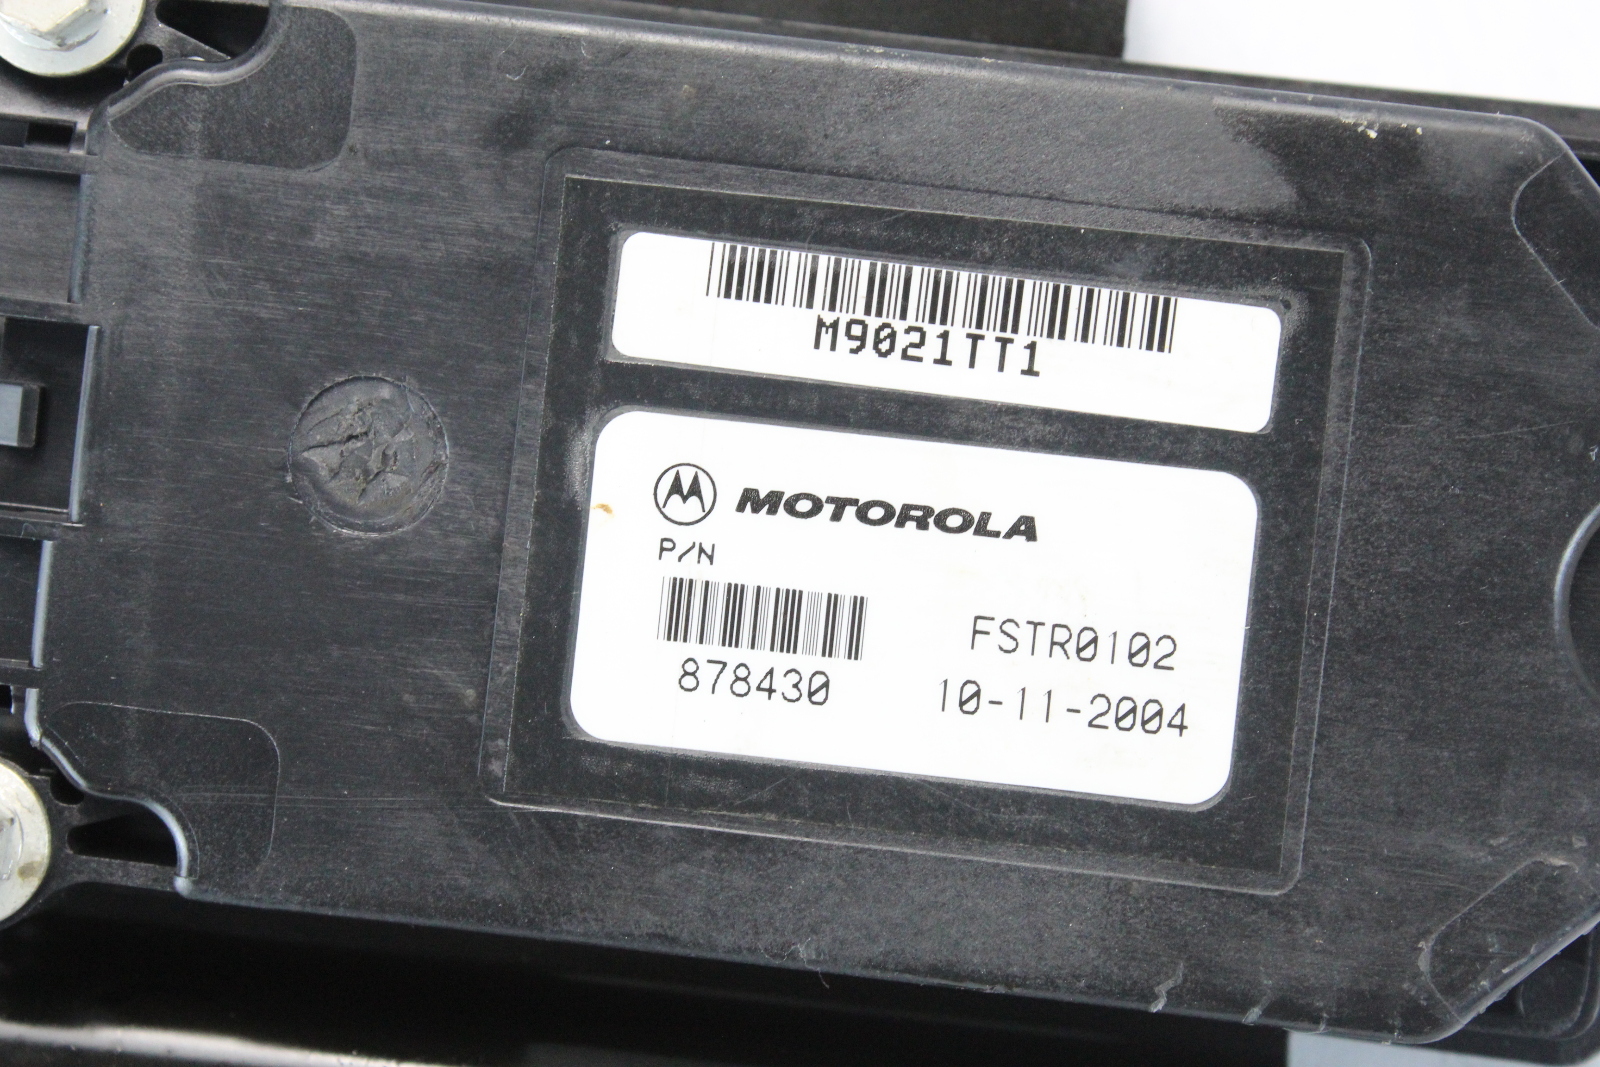 M9021TT1
MOTOROLA
P/N
878430
FSTR0102
10-11-2004